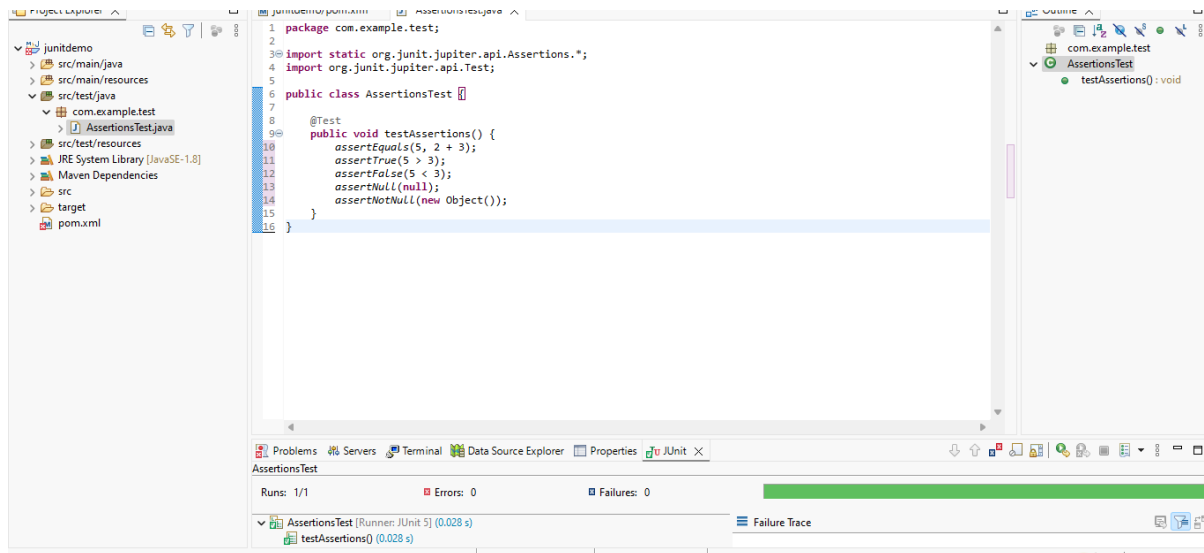 Project Explorer
junitdemo
src/main/java
src/main/resources
src/test/java
com.example.test
AssertionsTest.java
src/test/resources
JRE System Library [JavaSE-1.8]
Maven Dependencies
src
target
pom.xml
junitdemo/pom.xml
AssertionsTest.java
1 package com.example.test;
2
3 import static org.junit.jupiter.api.Assertions.*;
4 import org.junit.jupiter.api.Test;
5
6 public class AssertionsTest {
7
8 @Test
9 public void testAssertions() {
10 assertEquals(5, 2 + 3);
11 assertTrue(5 > 3);
12 assertFalse(5 < 3);
13 assertNull(null);
14 assertNotNull(new Object());
15 }
16 }
Outline
com.example.test
AssertionsTest
testAssertions() : void
Problems Servers Terminal Data Source Explorer Properties JUnit
AssertionsTest
Runs: 1/1 Errors: 0 Failures: 0
AssertionsTest [Runner: JUnit 5] (0.028 s)
testAssertions() (0.028 s)
Failure Trace